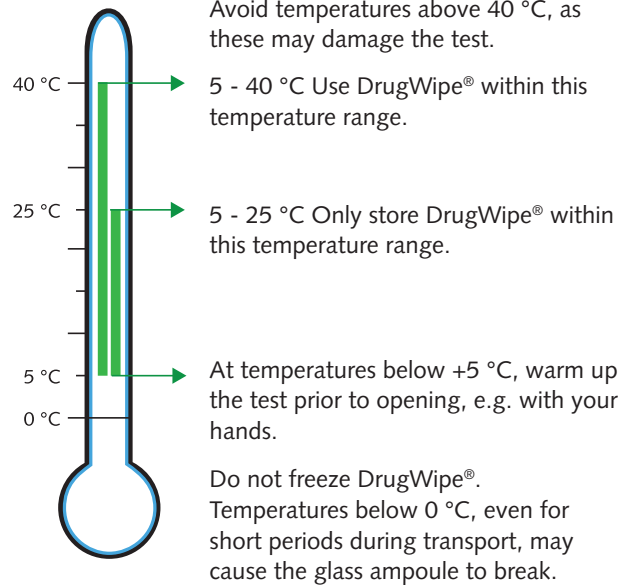 Avoid temperatures above 40 °C, as
these may damage the test.
40 °C
5 - 40 °C Use DrugWipe® within this
temperature range.
25 °C
5 - 25 °C Only store DrugWipe® within
this temperature range.
5 °C
At temperatures below +5 °C, warm up
the test prior to opening, e.g. with your
hands.
0 °C
Do not freeze DrugWipe®.
Temperatures below 0 °C, even for
short periods during transport, may
cause the glass ampoule to break.